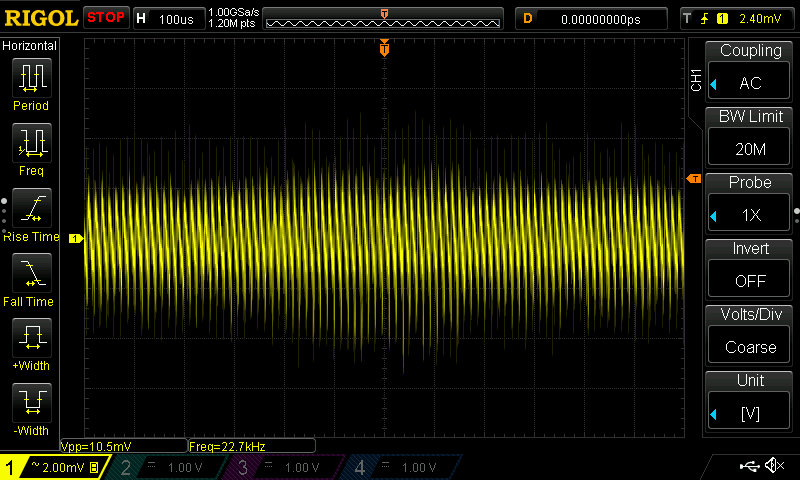 RIGOL STOP H 100us 1.00GSa/s 1.20M pts T D 0.00000000ps T 1 2.40mV
Horizontal
Period
Freq
Rise Time
Fall Time
+Width
-Width
T
1
T
CH1
Coupling
AC
BW Limit
20M
Probe
1X
Invert
OFF
Volts/Div
Coarse
Unit
[V]
Vpp=10.5mV Freq=22.7kHz
1 ~ 2.00mV B 2 1.00 V 3 1.00 V 4 1.00 V